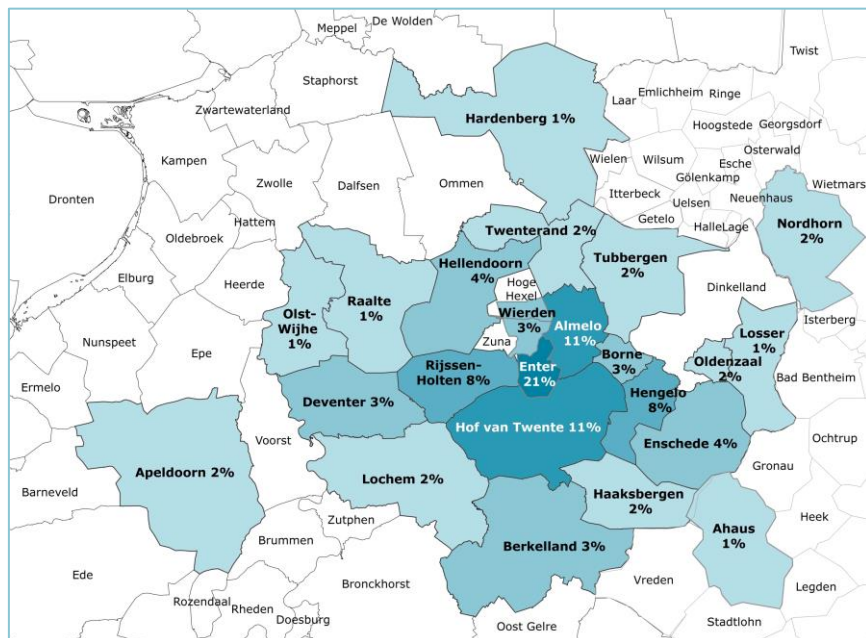 De Wolden
Meppel
Twist
Staphorst
Emlichheim
Ringe
Laar
Zwartewaterland
Hardenberg 1%
Hoogstede
Georgsdorf
Osterwald
Kampen
Wielen
Wilsum
Esche
Gölenkamp
Zwolle
Dalfsen
Ommen
Itterbeck
Uelsen
Neuenhaus
Wietmars
Dronten
Getelo
HalleLage
Hattem
Oldebroek
Twenterand 2%
Nordhorn
2%
Hellendoorn
4%
Tubbergen
2%
Elburg
Heerde
Hoge
Hexel
Dinkelland
Olst-
Wijhe
1%
Raalte
1%
Wierden
3%
Almelo
11%
Losser
1%
Isterberg
Nunspeet
Epe
Zuna
Borne
3%
Oldenzaal
2%
Ermelo
Rijssen-
Holten 8%
Enter
21%
Bad Bentheim
Deventer 3%
Hengelo
8%
Voorst
Hof van Twente 11%
Enschede 4%
Ochtrup
Apeldoorn 2%
Lochem 2%
Gronau
Barneveld
Haaksbergen
2%
Zutphen
Heek
Brummen
Berkelland 3%
Ahaus
1%
Ede
Bronckhorst
Vreden
Legden
Rozendaal
Rheden
Doesburg
Oost Gelre
Stadtlohn